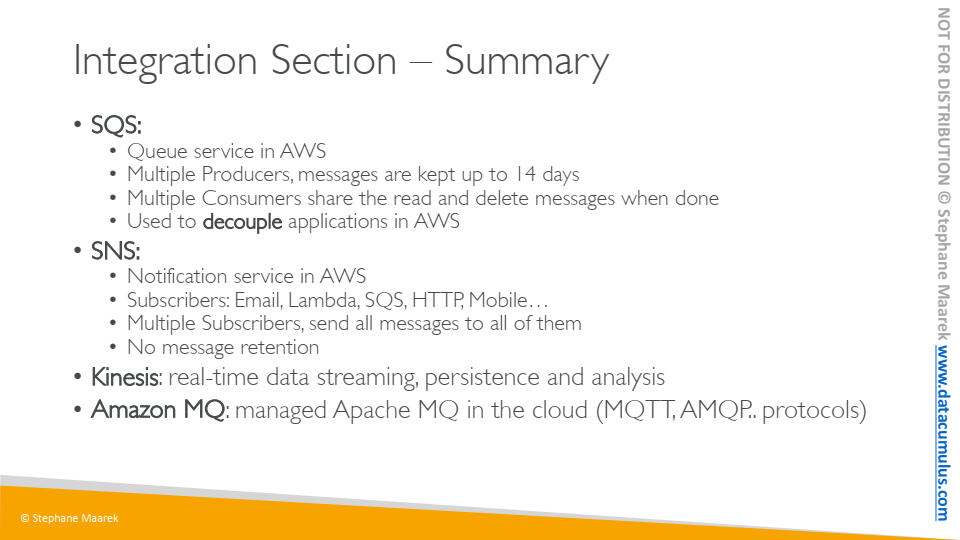 Integration Section – Summary
• SQS:
• Queue service in AWS
• Multiple Producers, messages are kept up to 14 days
• Multiple Consumers share the read and delete messages when done
• Used to decouple applications in AWS
• SNS:
• Notification service in AWS
• Subscribers: Email, Lambda, SQS, HTTP, Mobile…
• Multiple Subscribers, send all messages to all of them
• No message retention
• Kinesis: real-time data streaming, persistence and analysis
• Amazon MQ: managed Apache MQ in the cloud (MQTT, AMQP.. protocols)
© Stephane Maarek
NOT FOR DISTRIBUTION © Stephane Maarek www.datacumulus.com